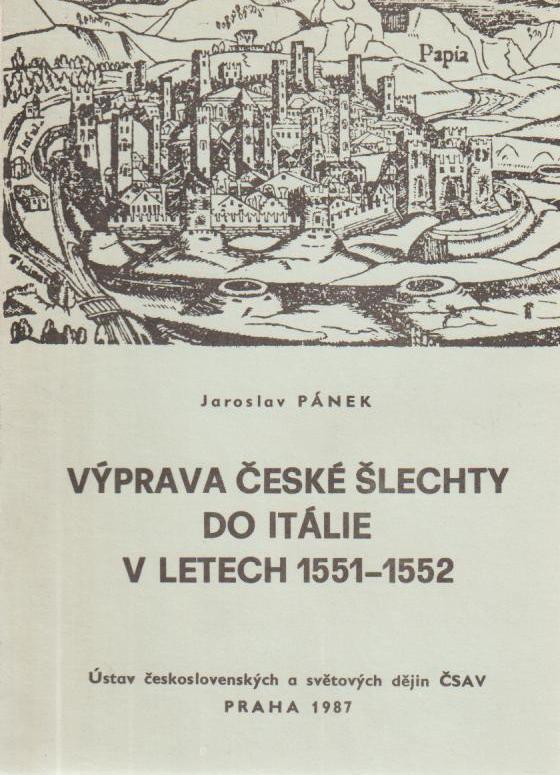 Papia
Jaroslav PÁNEK
VÝPRAVA ČESKÉ ŠLECHTY
DO ITÁLIE
V LETECH 1551–1552
Ústav československých a světových dějin ČSAV
PRAHA 1987